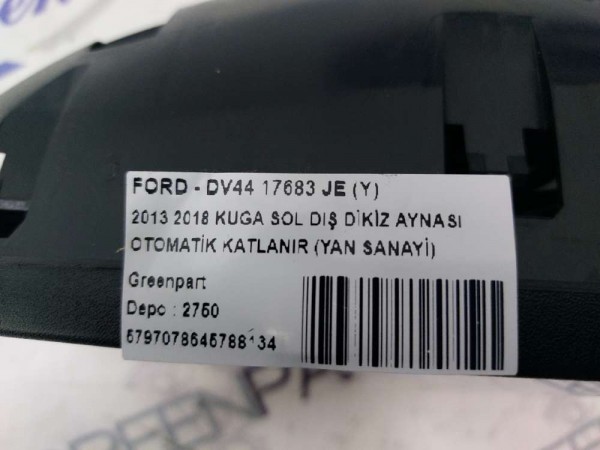 FORD - DV44 17683 JE (Y)
2013 2018 KUGA SOL DIŞ DİKİZ AYNASI
OTOMATİK KATLANIR (YAN SANAYİ)
Greenpart
Depo : 2750
5797078645788134